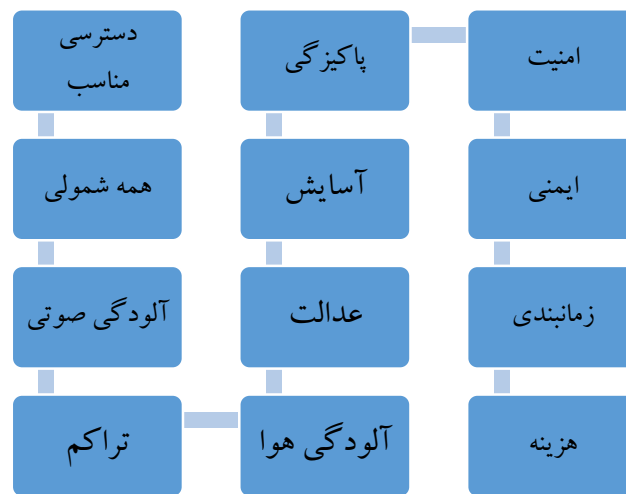 دسترسی
مناسب
همه شمولی
آلودگی صوتی
تراکم
آلودگی هوا
عدالت
آسایش
پاکیزگی
امنیت
ایمنی
زمانبندی
هزینه